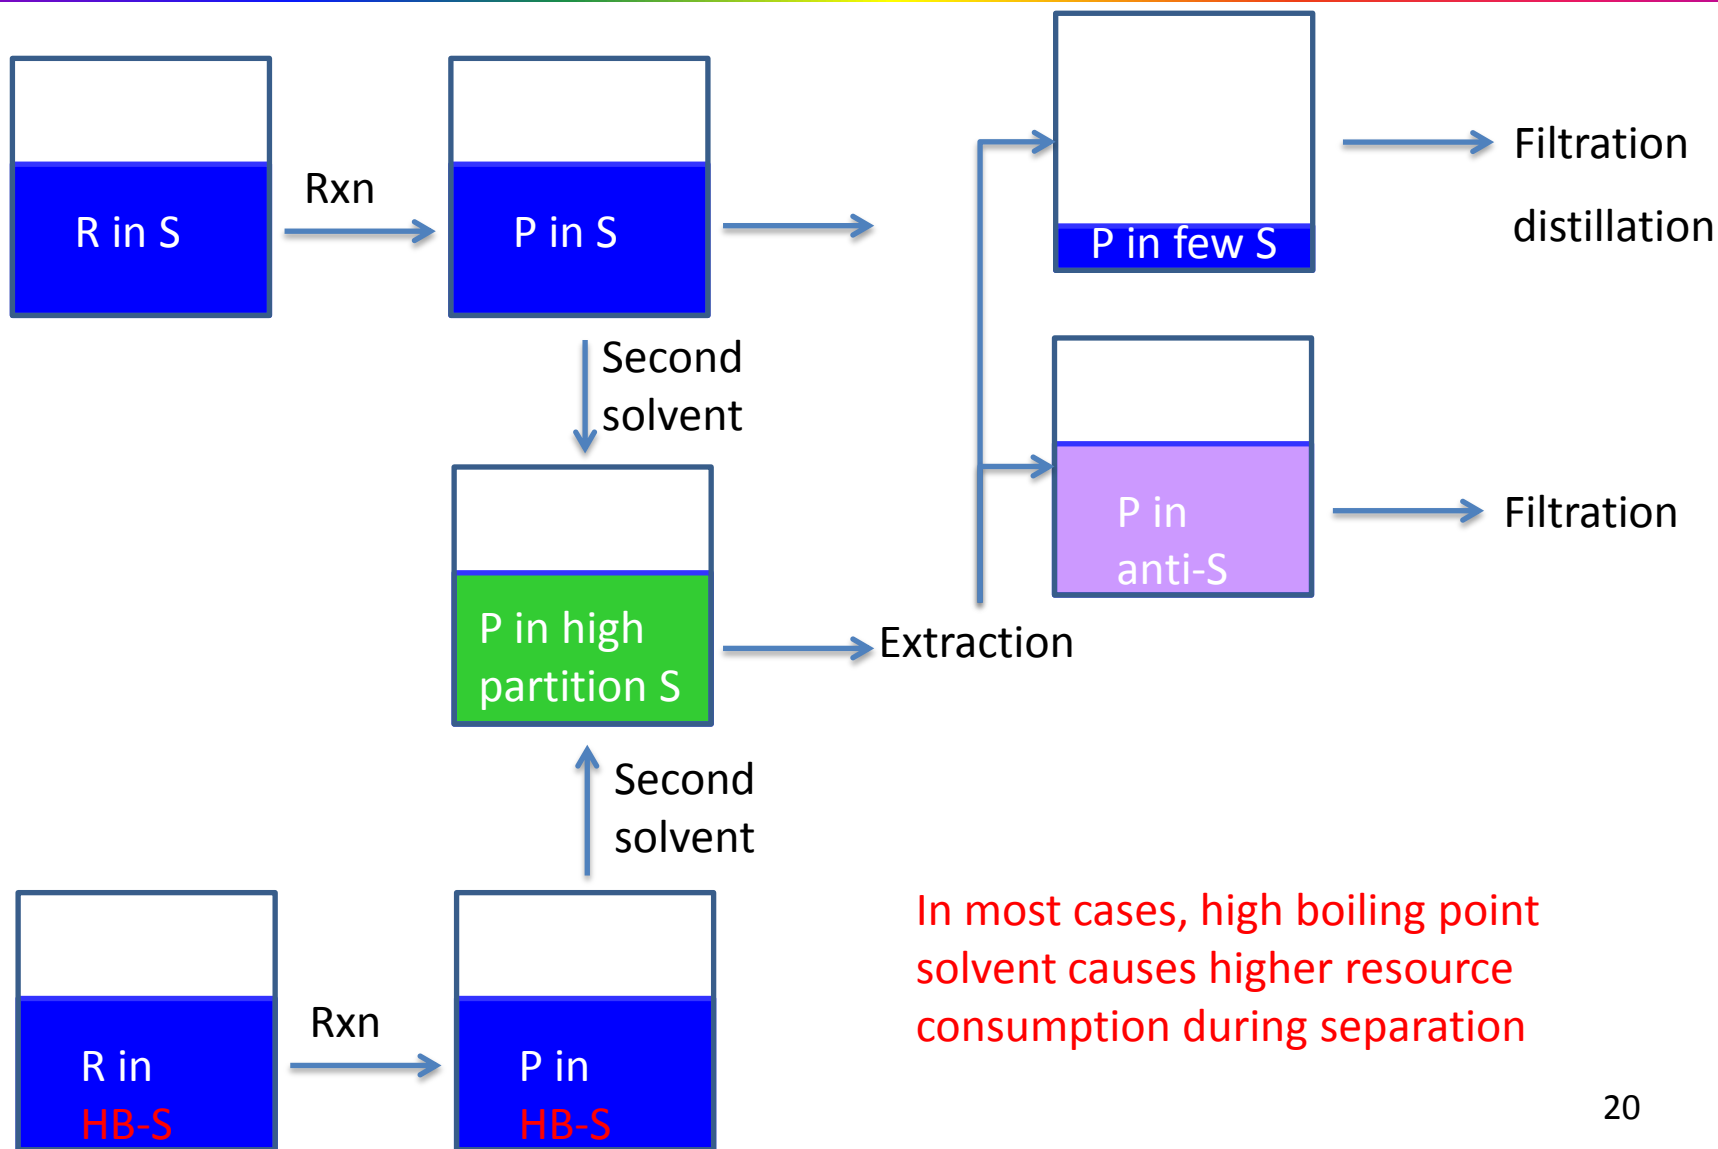 R in S
Rxn
P in S
P in few S
Filtration
distillation
Second
solvent
P in high
partition S
Extraction
P in
anti-S
Filtration
Second
solvent
R in
HB-S
Rxn
P in
HB-S
In most cases, high boiling point
solvent causes higher resource
consumption during separation
20